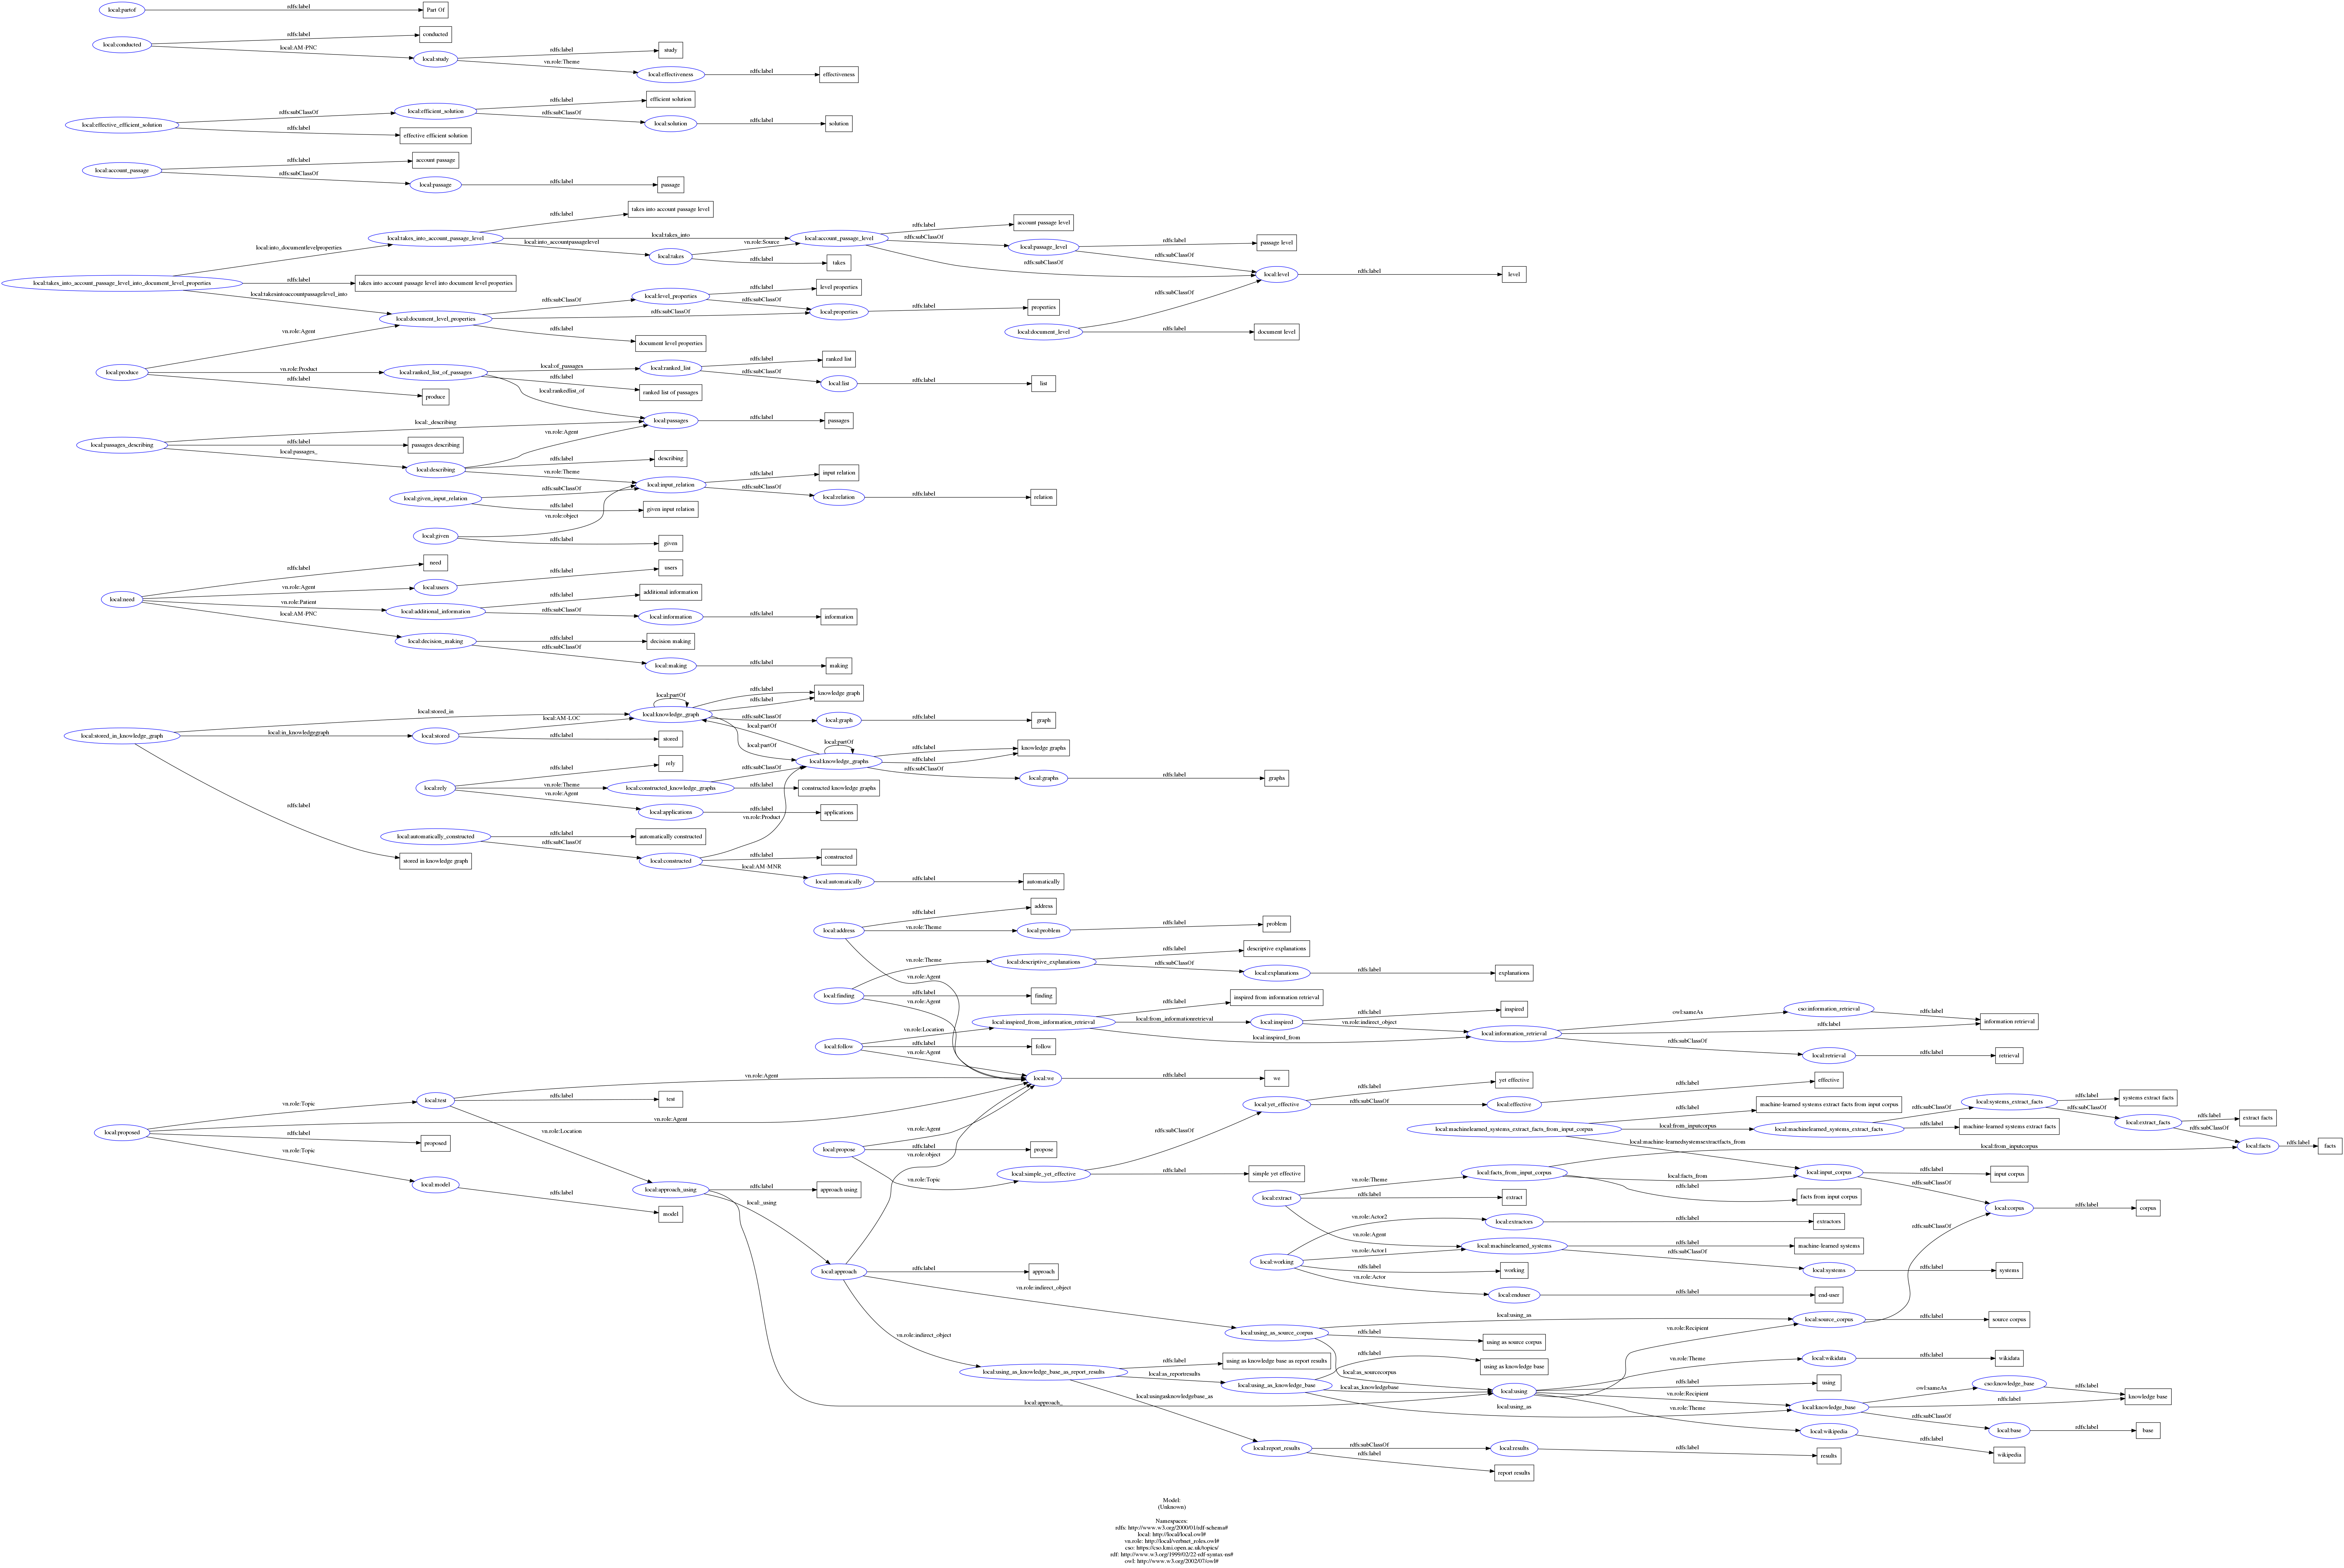 local:partof
rdfs:label
Part Of
local:conducted
rdfs:label
conducted
local:AM-PNC
local:study
rdfs:label
study
vn.role:Theme
local:effectiveness
rdfs:label
effectiveness
local:effective_efficient_solution
rdfs:subClassOf
local:efficient_solution
rdfs:label
efficient solution
rdfs:subClassOf
local:solution
rdfs:label
solution
rdfs:label
effective efficient solution
local:account_passage
rdfs:label
account passage
rdfs:subClassOf
local:passage
rdfs:label
passage
local:takes_into_account_passage_level_into_document_level_properties
local:into_documentlevelproperties
local:takes_into_account_passage_level
rdfs:label
takes into account passage level
local:takes_into
local:into_accountpassagelevel
local:takes
vn.role:Source
rdfs:label
takes
local:account_passage_level
rdfs:label
account passage level
rdfs:subClassOf
local:passage_level
rdfs:label
passage level
rdfs:subClassOf
rdfs:subClassOf
local:level
rdfs:label
level
rdfs:label
takes into account passage level into document level properties
local:takesintoaccountpassagelevel_into
local:document_level_properties
rdfs:subClassOf
local:level_properties
rdfs:label
level properties
rdfs:subClassOf
rdfs:subClassOf
local:properties
rdfs:label
properties
rdfs:label
document level properties
local:document_level
rdfs:subClassOf
rdfs:label
document level
local:produce
vn.role:Agent
vn.role:Product
rdfs:label
produce
local:ranked_list_of_passages
local:of_passages
local:ranked_list
rdfs:label
ranked list
rdfs:subClassOf
local:list
rdfs:label
list
rdfs:label
ranked list of passages
local:rankedlist_of
local:passages
rdfs:label
passages
local:passages_describing
local:_describing
rdfs:label
passages describing
local:passages_
local:describing
vn.role:Agent
rdfs:label
describing
vn.role:Theme
local:input_relation
rdfs:label
input relation
rdfs:subClassOf
local:relation
rdfs:label
relation
local:given_input_relation
rdfs:subClassOf
rdfs:label
given input relation
local:given
vn.role:object
rdfs:label
given
local:need
rdfs:label
need
vn.role:Agent
local:users
rdfs:label
users
vn.role:Patient
local:additional_information
rdfs:label
additional information
rdfs:subClassOf
local:information
rdfs:label
information
local:AM-PNC
local:decision_making
rdfs:label
decision making
rdfs:subClassOf
local:making
rdfs:label
making
local:stored_in_knowledge_graph
local:stored_in
local:in_knowledgegraph
local:stored
local:AM-LOC
rdfs:label
stored
rdfs:label
stored in knowledge graph
local:partOf
local:knowledge_graph
rdfs:label
rdfs:label
knowledge graph
rdfs:subClassOf
local:graph
rdfs:label
graph
local:partOf
local:partOf
local:partOf
local:knowledge_graphs
rdfs:label
rdfs:label
knowledge graphs
rdfs:subClassOf
local:graphs
rdfs:label
graphs
local:rely
rdfs:label
rely
vn.role:Theme
local:constructed_knowledge_graphs
rdfs:subClassOf
rdfs:label
constructed knowledge graphs
vn.role:Agent
local:applications
rdfs:label
applications
vn.role:Product
local:automatically_constructed
rdfs:label
automatically constructed
rdfs:subClassOf
local:constructed
rdfs:label
constructed
local:AM-MNR
local:automatically
rdfs:label
automatically
local:address
rdfs:label
address
vn.role:Theme
local:problem
rdfs:label
problem
vn.role:Agent
local:finding
vn.role:Theme
local:descriptive_explanations
rdfs:label
descriptive explanations
rdfs:subClassOf
local:explanations
rdfs:label
explanations
rdfs:label
finding
vn.role:Agent
local:follow
vn.role:Location
local:inspired_from_information_retrieval
rdfs:label
inspired from information retrieval
local:from_informationretrieval
local:inspired
rdfs:label
inspired
vn.role:indirect_object
local:inspired_from
local:information_retrieval
owl:sameAs
cso:information_retrieval
rdfs:label
rdfs:label
information retrieval
rdfs:subClassOf
local:retrieval
rdfs:label
retrieval
rdfs:label
follow
vn.role:Agent
local:we
rdfs:label
we
local:proposed
vn.role:Topic
local:test
vn.role:Agent
rdfs:label
test
vn.role:Location
vn.role:Agent
rdfs:label
proposed
vn.role:Topic
local:model
rdfs:label
model
local:approach_using
rdfs:label
approach using
local:_using
local:approach_
local:propose
vn.role:Agent
rdfs:label
propose
vn.role:Topic
vn.role:object
local:simple_yet_effective
rdfs:subClassOf
rdfs:label
simple yet effective
local:yet_effective
rdfs:label
yet effective
rdfs:subClassOf
local:effective
rdfs:label
effective
local:machinelearned_systems_extract_facts_from_input_corpus
rdfs:label
machine-learned systems extract facts from input corpus
local:from_inputcorpus
local:machinelearned_systems_extract_facts
rdfs:subClassOf
local:systems_extract_facts
rdfs:label
systems extract facts
rdfs:subClassOf
local:extract_facts
rdfs:label
extract facts
rdfs:subClassOf
local:facts
rdfs:label
facts
rdfs:label
machine-learned systems extract facts
local:machine-learnedsystemsextractfacts_from
local:from_inputcorpus
local:extract
vn.role:Theme
local:facts_from_input_corpus
local:facts_from
rdfs:label
facts from input corpus
local:input_corpus
rdfs:label
input corpus
rdfs:subClassOf
local:corpus
rdfs:label
corpus
rdfs:label
extract
vn.role:Agent
local:working
vn.role:Actor2
local:extractors
rdfs:label
extractors
vn.role:Actor1
local:machinelearned_systems
rdfs:label
machine-learned systems
rdfs:subClassOf
local:systems
rdfs:label
systems
rdfs:label
working
vn.role:Actor
local:enduser
rdfs:label
end-user
rdfs:subClassOf
local:approach
rdfs:label
approach
vn.role:indirect_object
vn.role:indirect_object
local:using_as_source_corpus
local:using_as
rdfs:label
using as source corpus
local:as_sourcecorpus
local:source_corpus
rdfs:label
source corpus
local:using_as_knowledge_base_as_report_results
rdfs:label
using as knowledge base as report results
local:as_reportresults
local:using_as_knowledge_base
rdfs:label
using as knowledge base
local:as_knowledgebase
local:using_as
local:usingasknowledgebase_as
local:using
vn.role:Recipient
vn.role:Theme
local:wikidata
rdfs:label
wikidata
rdfs:label
using
vn.role:Recipient
vn.role:Theme
local:knowledge_base
owl:sameAs
cso:knowledge_base
rdfs:label
rdfs:label
knowledge base
rdfs:subClassOf
local:base
rdfs:label
base
local:wikipedia
rdfs:label
wikipedia
local:report_results
rdfs:subClassOf
local:results
rdfs:label
results
rdfs:label
report results
Model:
(Unknown)
Namespaces:
rdfs: http://www.w3.org/2000/01/rdf-schema#
local: http://local/local.owl#
vn.role: http://local/verbnet_roles.owl#
cso: https://cso.kmi.open.ac.uk/topics/
rdf: http://www.w3.org/1999/02/22-rdf-syntax-ns#
owl: http://www.w3.org/2002/07/owl#